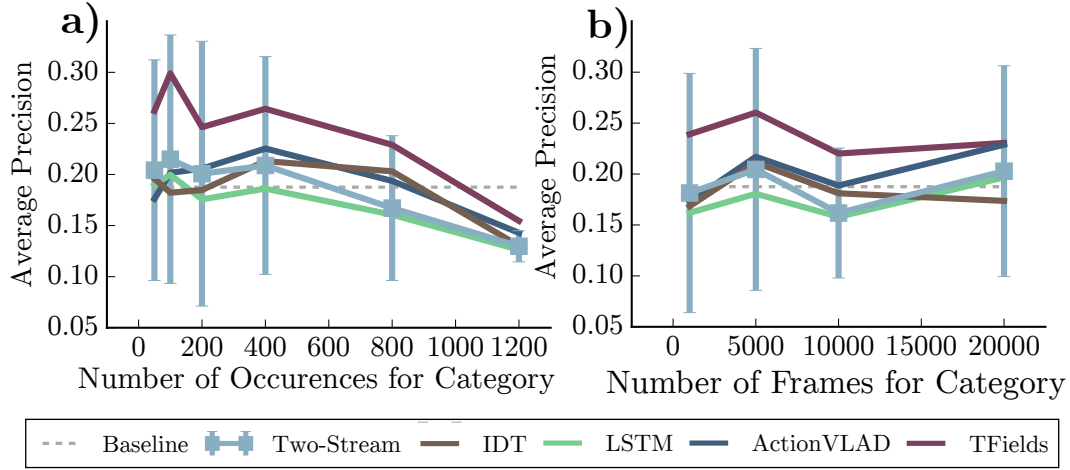 a)
Average Precision
0.30
0.25
0.20
0.15
0.10
0.05
0 200 400 600 800 1000 1200
Number of Occurences for Category
b)
Average Precision
0.30
0.25
0.20
0.15
0.10
0.05
0 5000 10000 15000 20000
Number of Frames for Category
Baseline Two-Stream IDT LSTM ActionVLAD TFields